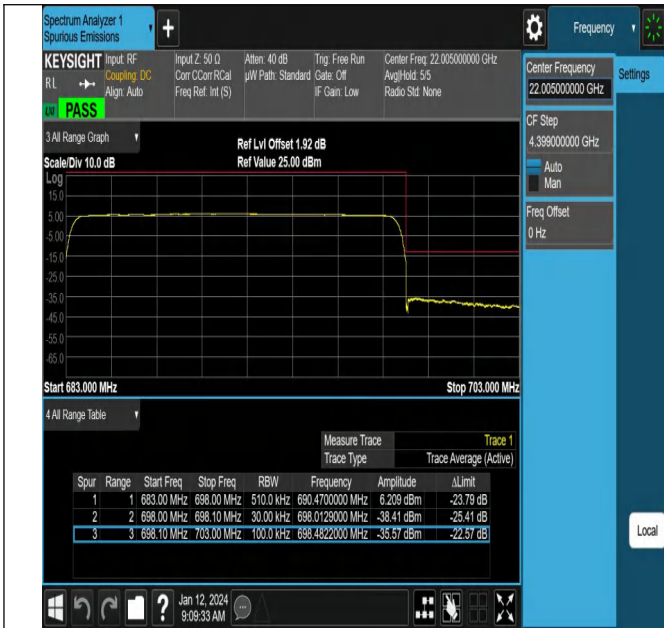 Spectrum Analyzer 1
Spurious Emissions
Frequency
KEYSIGHT
RL
PASS
Input: RF
Coupling: DC
Align: Auto
Input Z: 50 Ω
Corr CCorr RCal
Freq Ref: Int (S)
Atten: 40 dB
µW Path: Standard
Trig: Free Run
Gate: Off
IF Gain: Low
Center Freq: 22.005000000 GHz
Avg|Hold: 5/5
Radio Std: None
Center Frequency
22.005000000 GHz
Settings
CF Step
4.399000000 GHz
Auto
Man
Freq Offset
0 Hz
3 All Range Graph
Scale/Div 10.0 dB
Ref Lvl Offset 1.92 dB
Ref Value 25.00 dBm
Log
15.0
5.00
-5.00
-15.0
-25.0
-35.0
-45.0
-55.0
-65.0
Start 683.000 MHz
Stop 703.000 MHz
4 All Range Table
Measure Trace Trace 1
Trace Type Trace Average (Active)
Spur Range Start Freq Stop Freq RBW Frequency Amplitude ΔLimit
1 1 683.00 MHz 698.00 MHz 510.0 kHz 690.4700000 MHz 6.209 dBm -23.79 dB
2 2 698.00 MHz 698.10 MHz 30.00 kHz 698.0129000 MHz -38.41 dBm -25.41 dB
3 3 698.10 MHz 703.00 MHz 100.0 kHz 698.4822000 MHz -35.57 dBm -22.57 dB
Local
Jan 12, 2024
9:09:33 AM